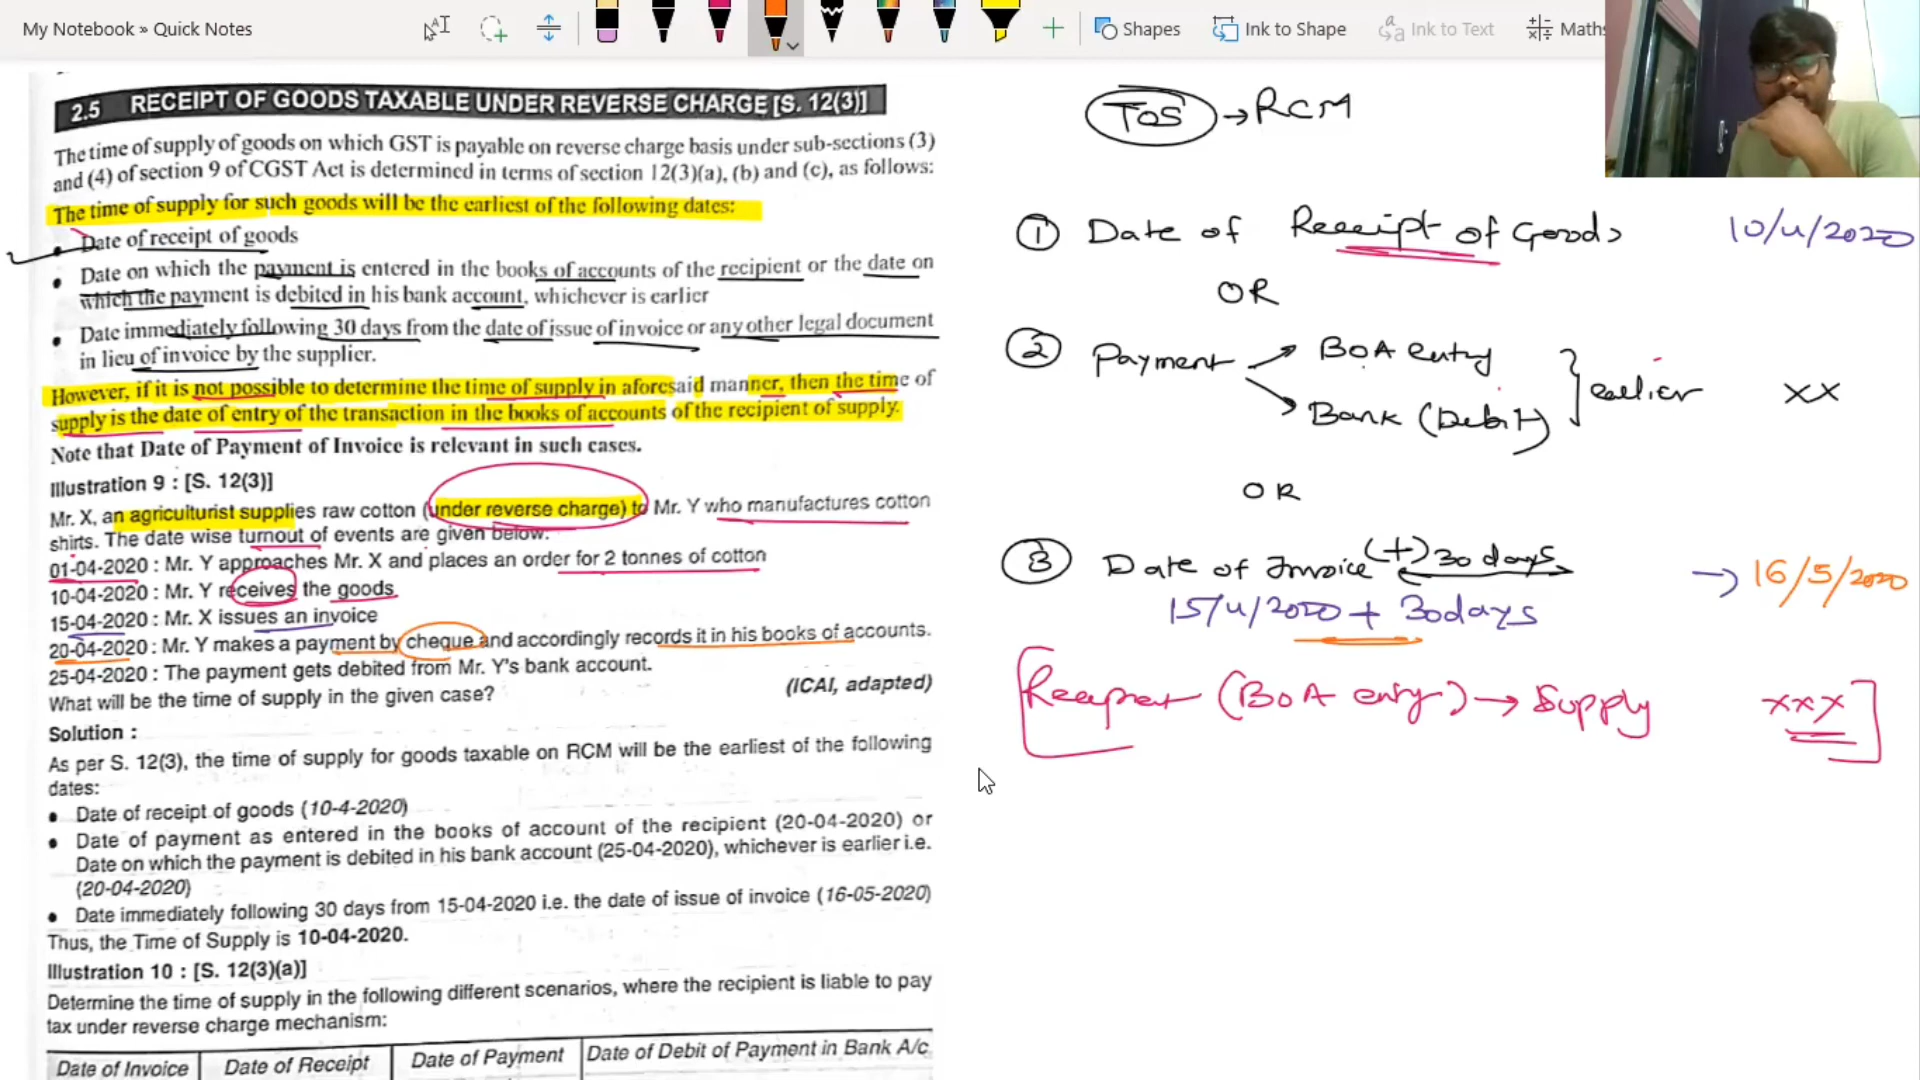 My Notebook » Quick Notes
Shapes
Ink to Shape
Ink to Text
Maths
2.5 RECEIPT OF GOODS TAXABLE UNDER REVERSE CHARGE [S. 12(3)]
The time of supply of goods on which GST is payable on reverse charge basis under sub-sections (3)
and (4) of section 9 of CGST Act is determined in terms of section 12(3)(a), (b) and (c), as follows:
The time of supply for such goods will be the earliest of the following dates:
• Date of receipt of goods
• Date on which the payment is entered in the books of accounts of the recipient or the date on
which the payment is debited in his bank account, whichever is earlier
• Date immediately following 30 days from the date of issue of invoice or any other legal document
in lieu of invoice by the supplier.
However, if it is not possible to determine the time of supply in aforesaid manner, then the time of
supply is the date of entry of the transaction in the books of accounts of the recipient of supply.
Note that Date of Payment of Invoice is relevant in such cases.
Illustration 9 : [S. 12(3)]
Mr. X, an agriculturist supplies raw cotton (under reverse charge) to Mr. Y who manufactures cotton
shirts. The date wise turnout of events are given below:
01-04-2020 : Mr. Y approaches Mr. X and places an order for 2 tonnes of cotton
10-04-2020 : Mr. Y receives the goods
15-04-2020 : Mr. X issues an invoice
20-04-2020 : Mr. Y makes a payment by cheque and accordingly records it in his books of accounts.
25-04-2020 : The payment gets debited from Mr. Y's bank account.
What will be the time of supply in the given case? (ICAI, adapted)
Solution :
As per S. 12(3), the time of supply for goods taxable on RCM will be the earliest of the following
dates:
• Date of receipt of goods (10-4-2020)
• Date of payment as entered in the books of account of the recipient (20-04-2020) or
Date on which the payment is debited in his bank account (25-04-2020), whichever is earlier i.e.
(20-04-2020)
• Date immediately following 30 days from 15-04-2020 i.e. the date of issue of invoice (16-05-2020)
Thus, the Time of Supply is 10-04-2020.
Illustration 10 : [S. 12(3)(a)]
Determine the time of supply in the following different scenarios, where the recipient is liable to pay
tax under reverse charge mechanism:
Date of Invoice Date of Receipt Date of Payment Date of Debit of Payment in Bank A/c
TOS → RCM
① Date of Receipt of Goods 10/4/2020
OR
② Payment → BOA entry
→ Bank (Debit) } earlier XX
OR
③ Date of Invoice (+) 30 days → 16/5/2020
15/4/2020 + 30days
[ (BOA entry) → Supply XXX ]